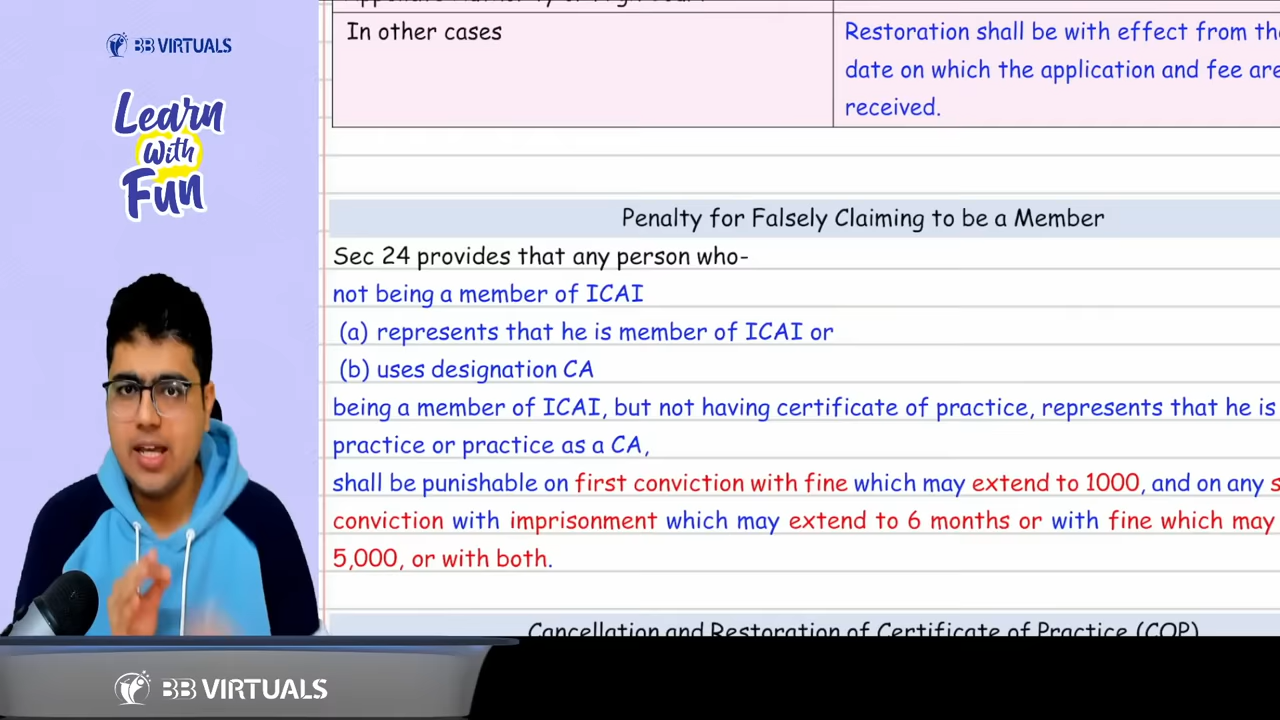 BB VIRTUALS
Learn
With
Fun
In other cases
Restoration shall be with effect from
date on which the application and fee are
received.
Penalty for Falsely Claiming to be a Member
Sec 24 provides that any person who-
not being a member of ICAI
(a) represents that he is member of ICAI or
(b) uses designation CA
being a member of ICAI, but not having certificate of practice, represents that he is
practice or practice as a CA,
shall be punishable on first conviction with fine which may extend to 1000, and on any
conviction with imprisonment which may extend to 6 months or with fine which may
5,000, or with both.
Cancellation and Restoration of Certificate of Practice (COP)
BB VIRTUALS